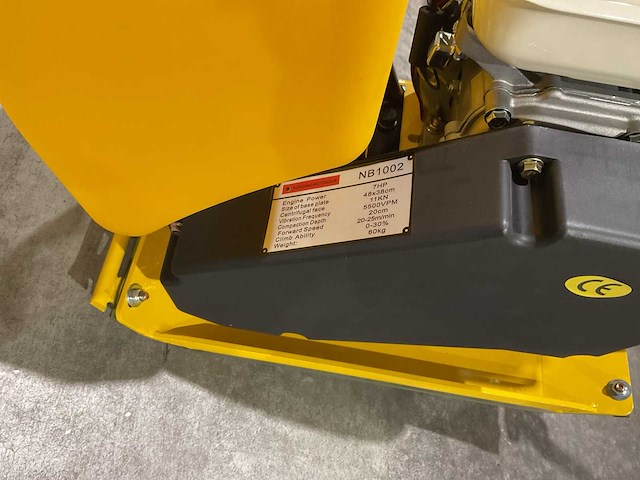 NB1002
Engine Power 7HP
Size of base plate 48x38cm
Centrifugal face 11KN
Vibration Frequency 5500VPM
Compaction Depth 20cm
Forward Speed 20-25m/min
Climb Ability 0-30%
Weight: 60kg
CE